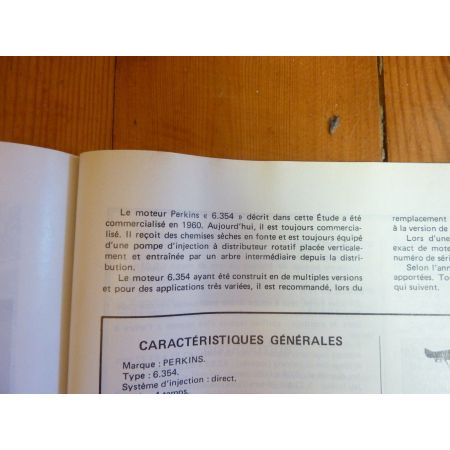 Le moteur Perkins « 6.354 » décrit dans cette Étude a été
commercialisé en 1960. Aujourd'hui, il est toujours commercia-
lisé. Il reçoit des chemises sèches en fonte et est toujours équipé
d'une pompe d'injection à distributeur rotatif placée verticale-
ment et entraînée par un arbre intermédiaire depuis la distri-
bution.
Le moteur 6.354 ayant été construit en de multiples versions
et pour des applications très variées, il est recommandé, lors du
remplacement
à la version de
Lors d'une
exact de mote
numéro de séri
Selon l'ann
apportées. To
qui suivent.
CARACTÉRISTIQUES GÉNÉRALES
Marque : PERKINS.
Type : 6.354.
Système d'injection : direct.
temps.